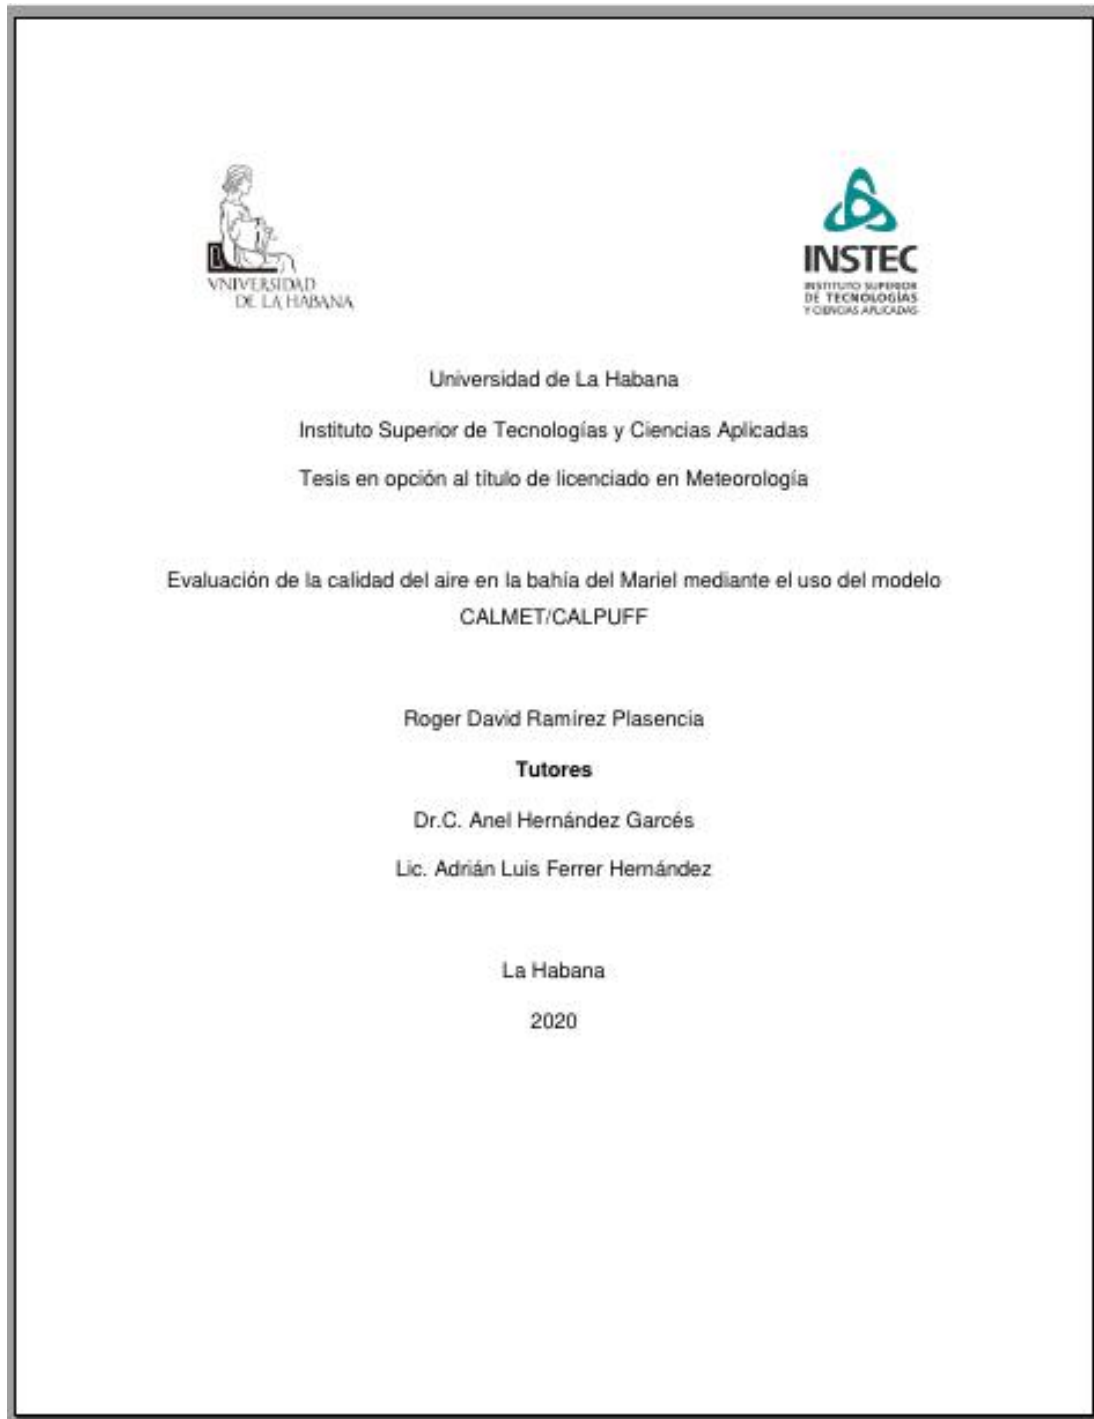 VNIVERSIDAD
DE LA HABANA
INSTEC
INSTITUTO SUPERIOR
DE TECNOLOGÍAS
Y CIENCIAS APLICADAS
Universidad de La Habana
Instituto Superior de Tecnologías y Ciencias Aplicadas
Tesis en opción al título de licenciado en Meteorología
Evaluación de la calidad del aire en la bahía del Mariel mediante el uso del modelo
CALMET/CALPUFF
Roger David Ramírez Plasencia
Tutores
Dr.C. Anel Hernández Garcés
Lic. Adrián Luis Ferrer Hernández
La Habana
2020